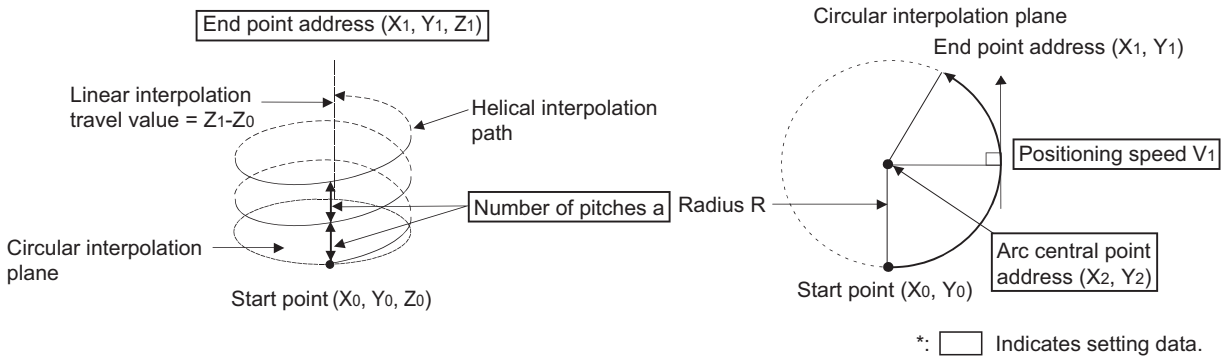 End point address (X1, Y1, Z1)
Linear interpolation
travel value = Z1-Z0
Helical interpolation
path
Number of pitches a
Circular interpolation
plane
Start point (X0, Y0, Z0)
Circular interpolation plane
End point address (X1, Y1)
Positioning speed V1
Radius R
Arc central point
address (X2, Y2)
Start point (X0, Y0)
*: Indicates setting data.